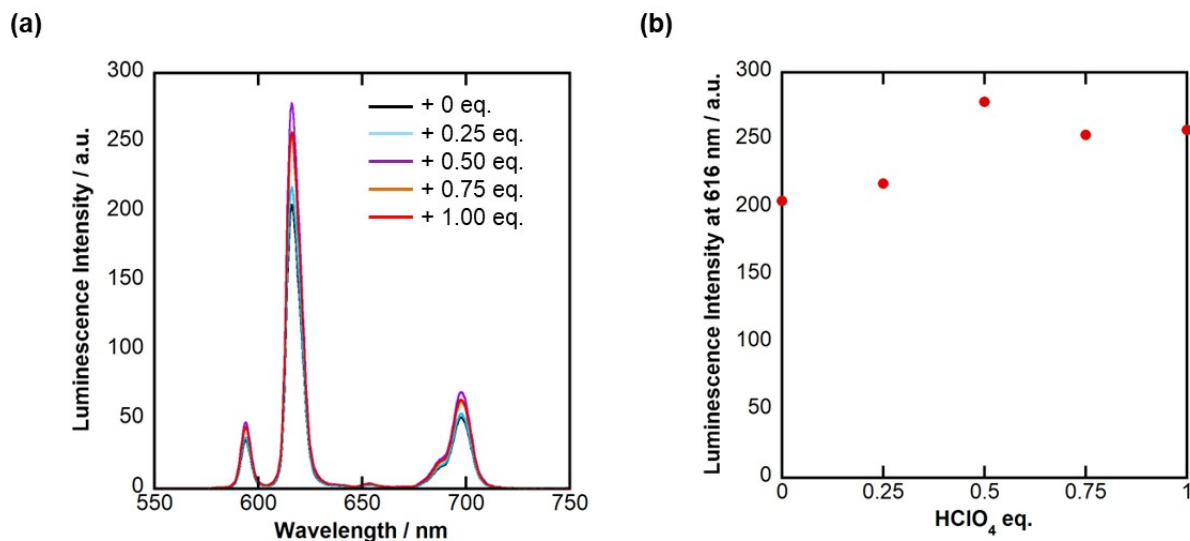 (a)
300
250
200
150
100
50
0
550
600
650
700
750
Luminescence Intensity / a.u.
Wavelength / nm
+ 0 eq.
+ 0.25 eq.
+ 0.50 eq.
+ 0.75 eq.
+ 1.00 eq.
(b)
300
250
200
150
100
50
0
0
0.25
0.5
0.75
1
Luminescence Intensity at 616 nm / a.u.
HClO₄ eq.